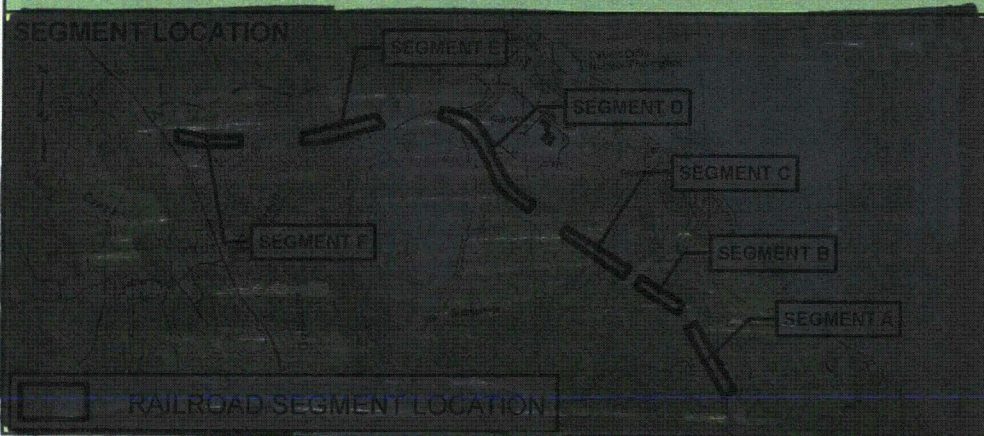 SEGMENT LOCATION
SEGMENT E
SEGMENT D
SEGMENT C
SEGMENT F
SEGMENT B
SEGMENT A
RAILROAD SEGMENT LOCATION